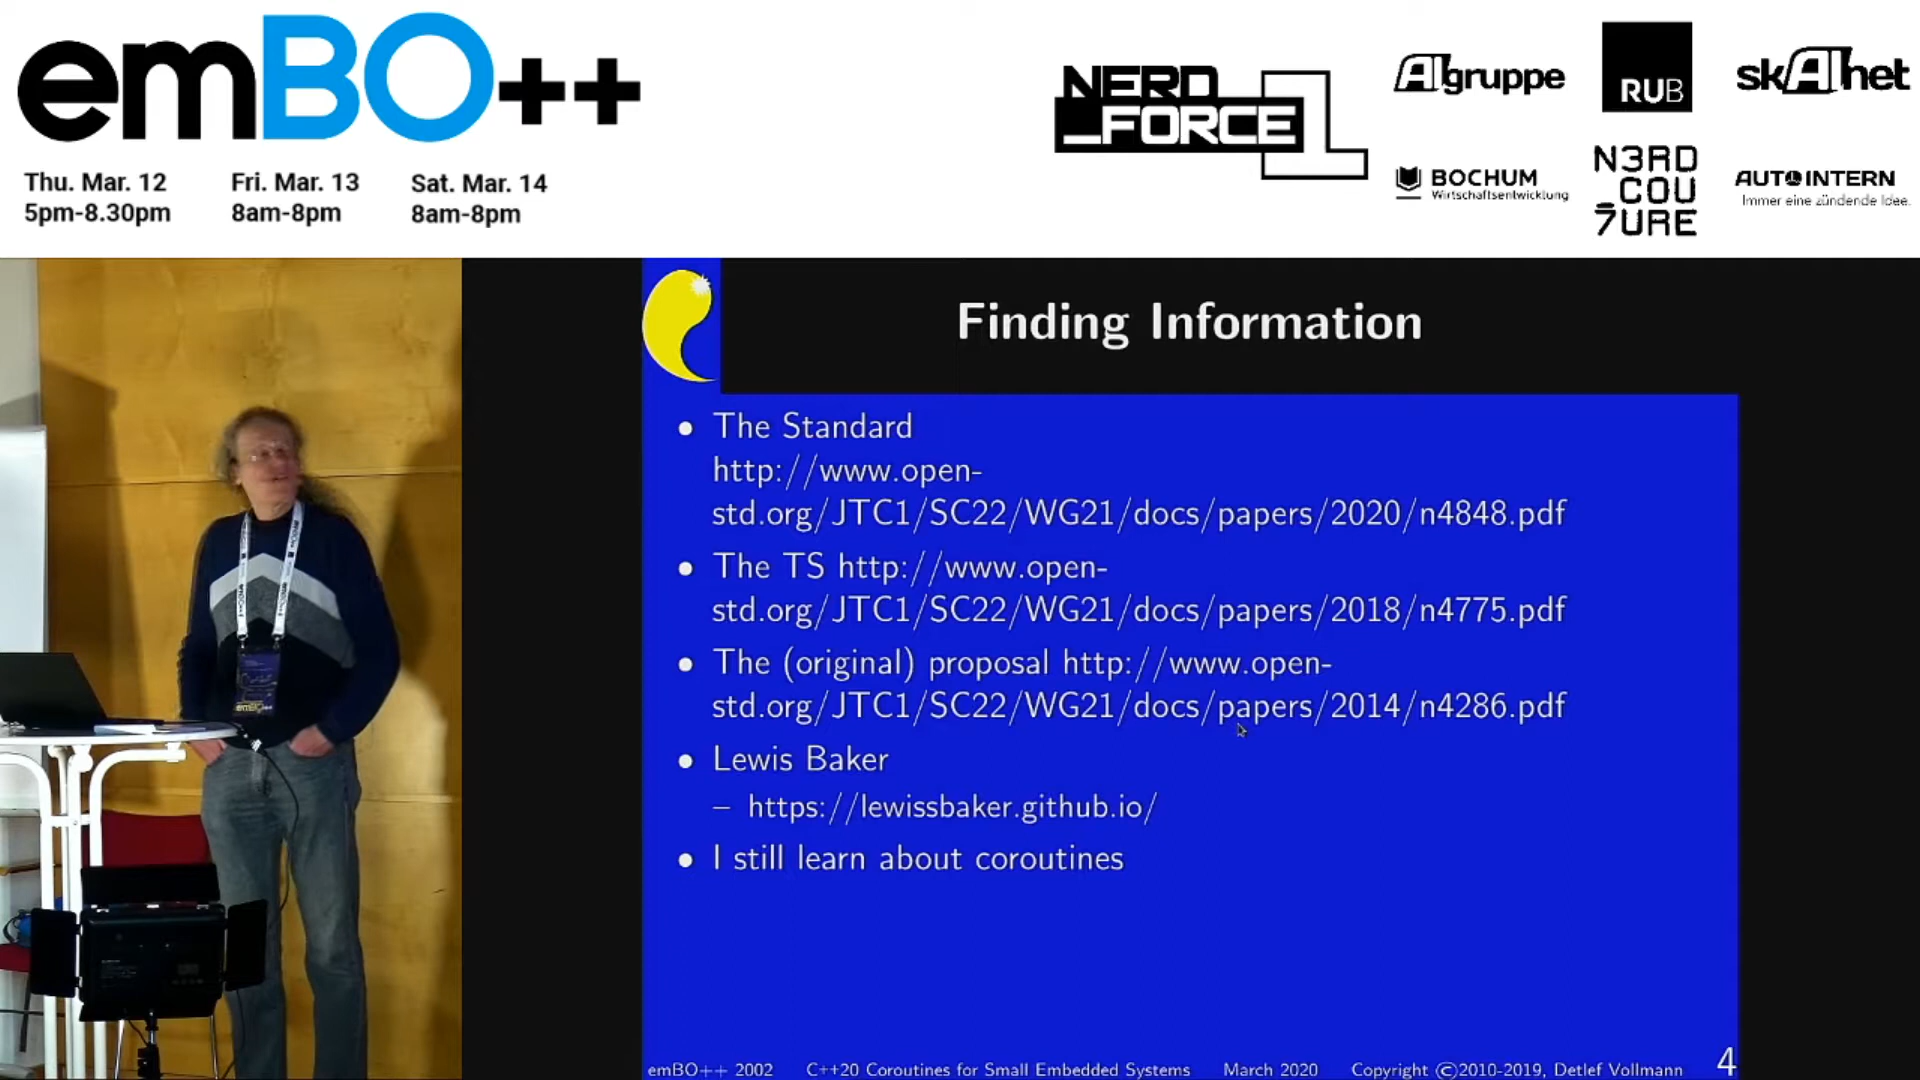 emBO++
Thu. Mar. 12
5pm-8.30pm
Fri. Mar. 13
8am-8pm
Sat. Mar. 14
8am-8pm
NERD
_FORCE
1
AIgruppe
RUB
skAInet
BOCHUM
Wirtschaftsentwicklung
N3RD
_COU
7URE
AUTOINTERN
Immer eine zündende Idee.
Finding Information
• The Standard
http://www.open-
std.org/JTC1/SC22/WG21/docs/papers/2020/n4848.pdf
• The TS http://www.open-
std.org/JTC1/SC22/WG21/docs/papers/2018/n4775.pdf
• The (original) proposal http://www.open-
std.org/JTC1/SC22/WG21/docs/papers/2014/n4286.pdf
• Lewis Baker
– https://lewissbaker.github.io/
• I still learn about coroutines
emBO++ 2002 C++20 Coroutines for Small Embedded Systems March 2020 Copyright ©2010-2019, Detlef Vollmann 4